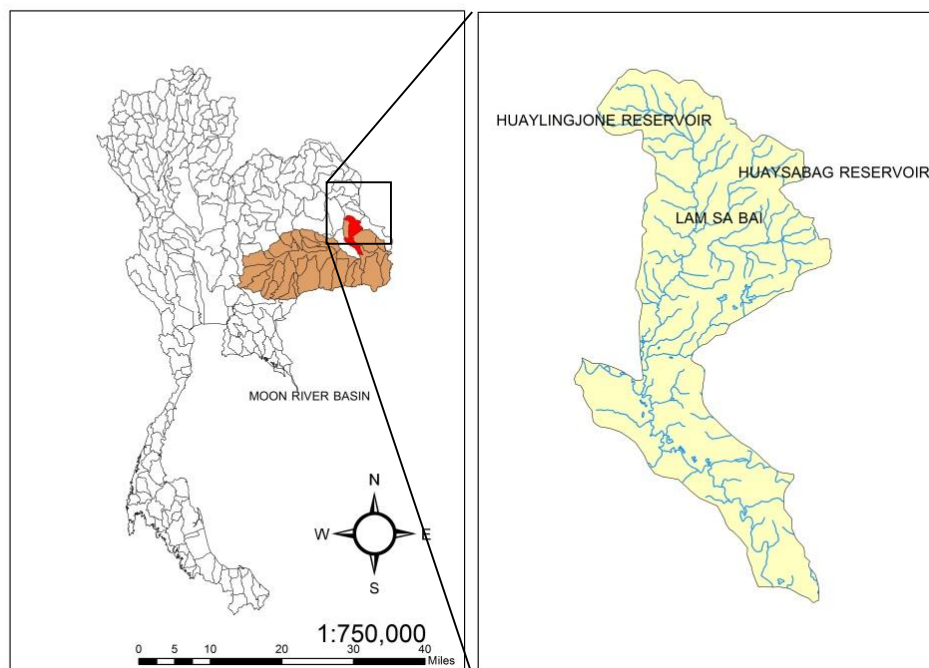 MOON RIVER BASIN
N
W E
S
1:750,000
0 5 10 20 30 40
Miles
HUAYLINGJONE RESERVOIR
HUAYSABAG RESERVOIR
LAM SA BAI